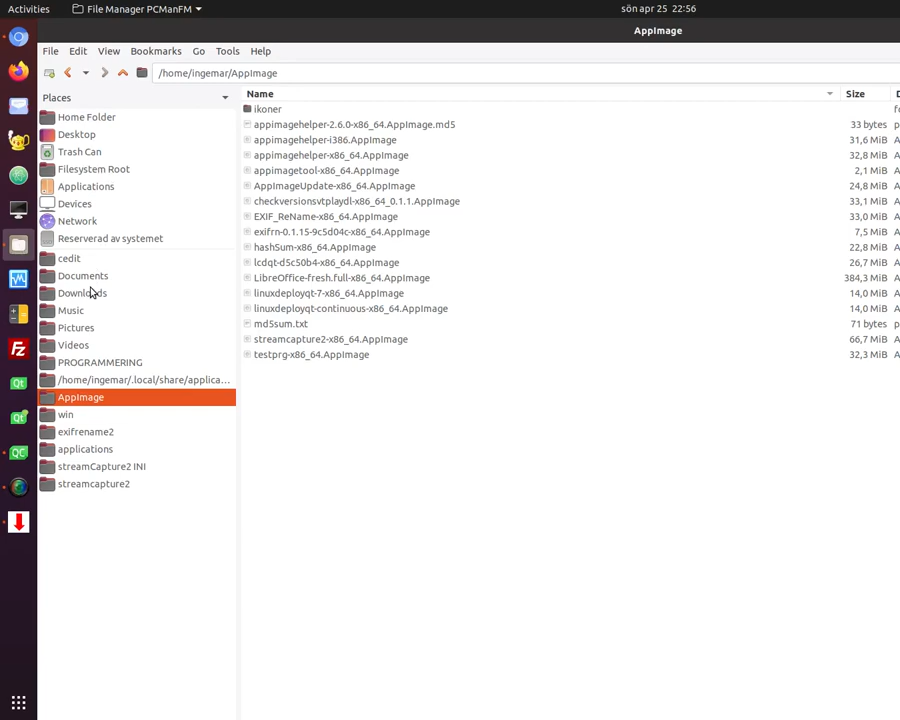 Activities File Manager PCManFM sön apr 25 22:56
AppImage
File Edit View Bookmarks Go Tools Help
/home/ingemar/AppImage
Places
Home Folder
Desktop
Trash Can
Filesystem Root
Applications
Devices
Network
Reserverad av systemet
cedit
Documents
Downloads
Music
Pictures
Videos
PROGRAMMERING
/home/ingemar/.local/share/applica...
AppImage
win
exifrename2
applications
streamCapture2 INI
streamcapture2
Name Size
ikoner
appimagehelper-2.6.0-x86_64.AppImage.md5 33 bytes
appimagehelper-i386.AppImage 31,6 MiB
appimagehelper-x86_64.AppImage 32,8 MiB
appimagetool-x86_64.AppImage 2,1 MiB
AppImageUpdate-x86_64.AppImage 24,8 MiB
checkversionsvtplaydl-x86_64_0.1.1.AppImage 33,1 MiB
EXIF_ReName-x86_64.AppImage 33,0 MiB
exifrn-0.1.15-9c5d04c-x86_64.AppImage 7,5 MiB
hashSum-x86_64.AppImage 22,8 MiB
lcdqt-d5c50b4-x86_64.AppImage 26,7 MiB
LibreOffice-fresh.full-x86_64.AppImage 384,3 MiB
linuxdeployqt-7-x86_64.AppImage 14,0 MiB
linuxdeployqt-continuous-x86_64.AppImage 14,0 MiB
md5sum.txt 71 bytes
streamcapture2-x86_64.AppImage 66,7 MiB
testprg-x86_64.AppImage 32,3 MiB
Fz
Qt
Qt
QC